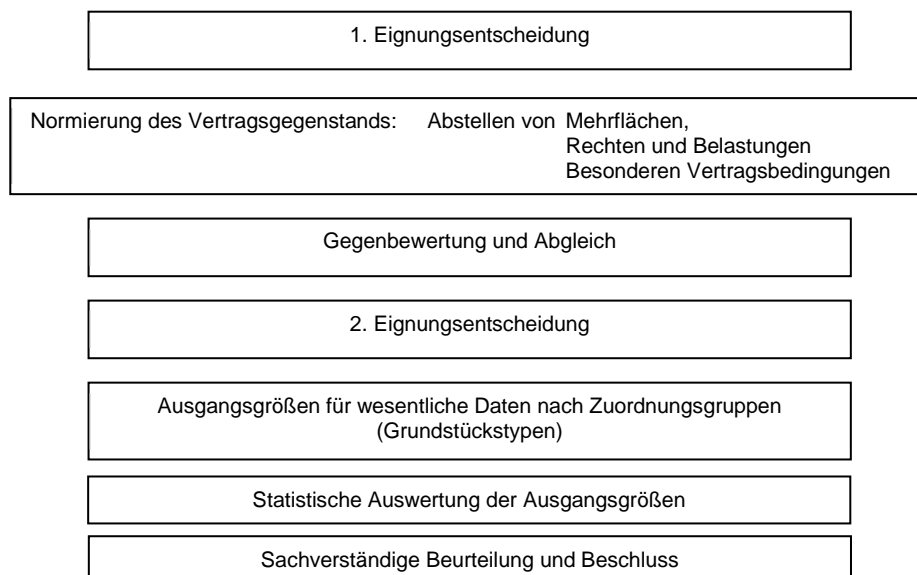 1. Eignungsentscheidung
Normierung des Vertragsgegenstands: Abstellen von Mehrflächen,
Rechten und Belastungen
Besonderen Vertragsbedingungen
Gegenbewertung und Abgleich
2. Eignungsentscheidung
Ausgangsgrößen für wesentliche Daten nach Zuordnungsgruppen
(Grundstückstypen)
Statistische Auswertung der Ausgangsgrößen
Sachverständige Beurteilung und Beschluss